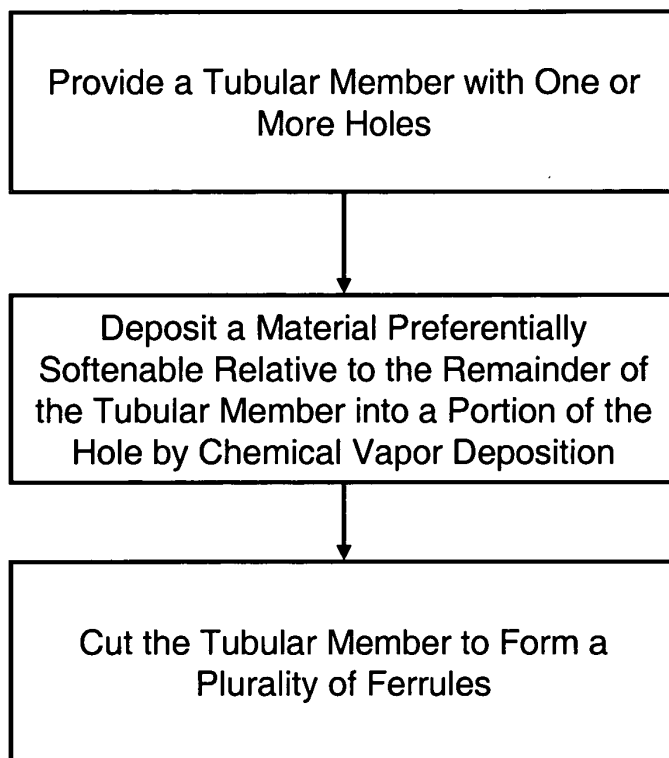 Provide a Tubular Member with One or
More Holes
Deposit a Material Preferentially
Softenable Relative to the Remainder of
the Tubular Member into a Portion of the
Hole by Chemical Vapor Deposition
Cut the Tubular Member to Form a
Plurality of Ferrules